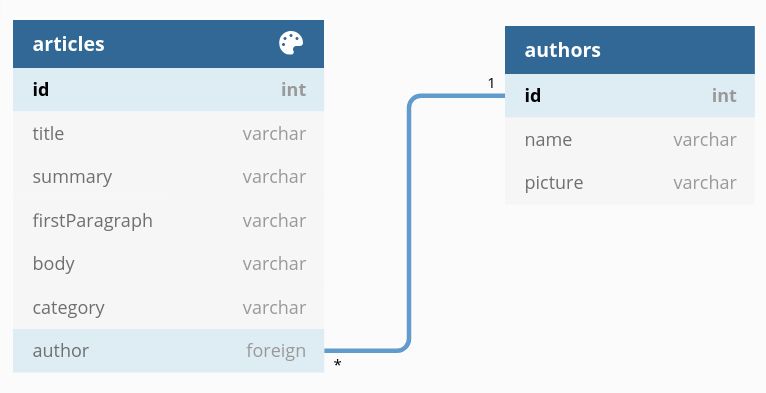 articles
id int
title varchar
summary varchar
firstParagraph varchar
body varchar
category varchar
author foreign
*
1
authors
id int
name varchar
picture varchar